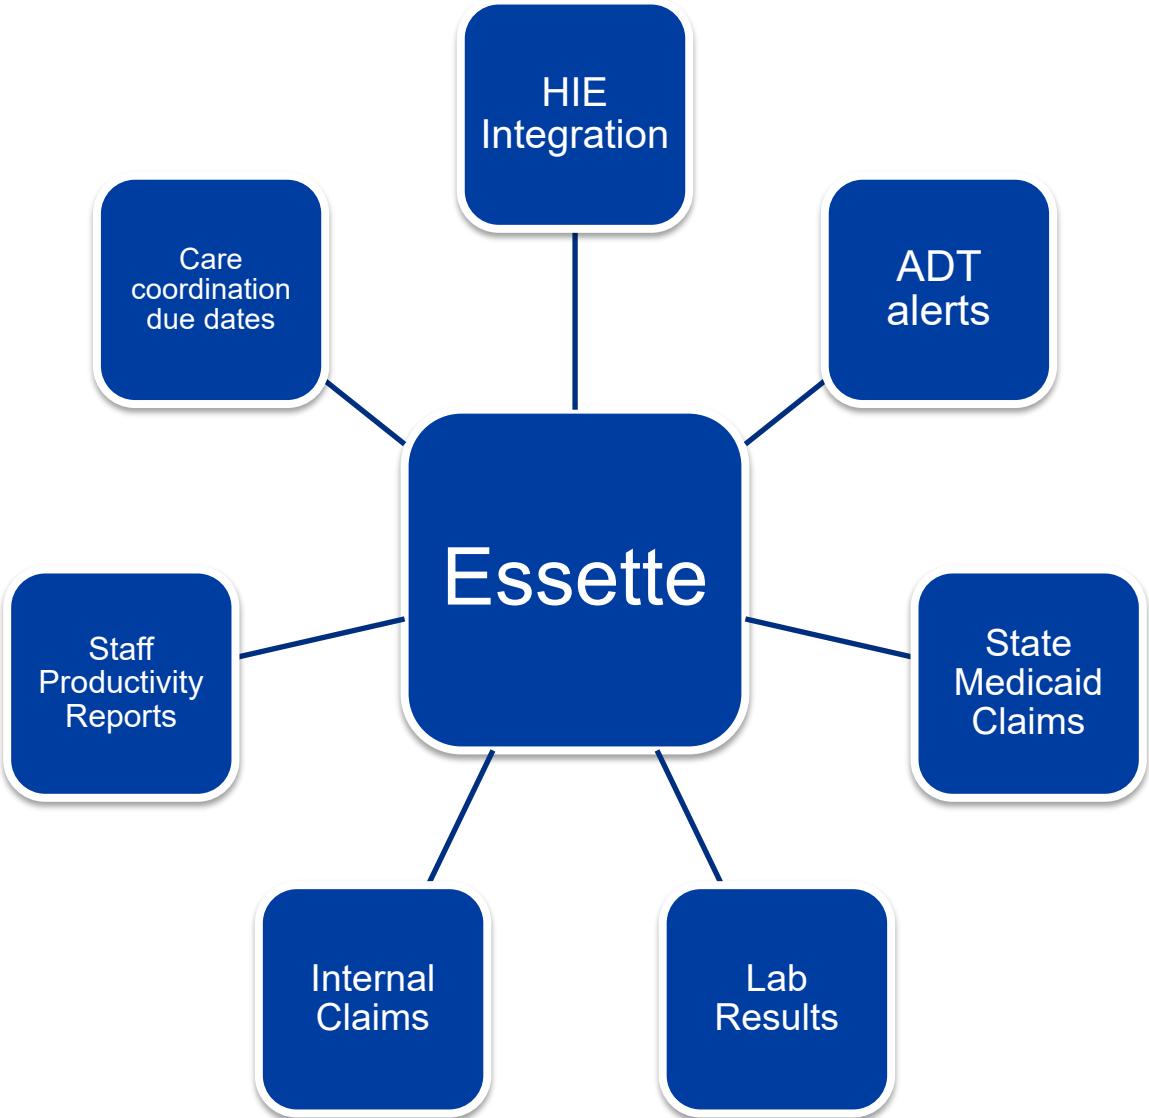 HIE
Integration
Care
coordination
due dates
ADT
alerts
Essette
Staff
Productivity
Reports
State
Medicaid
Claims
Internal
Claims
Lab
Results